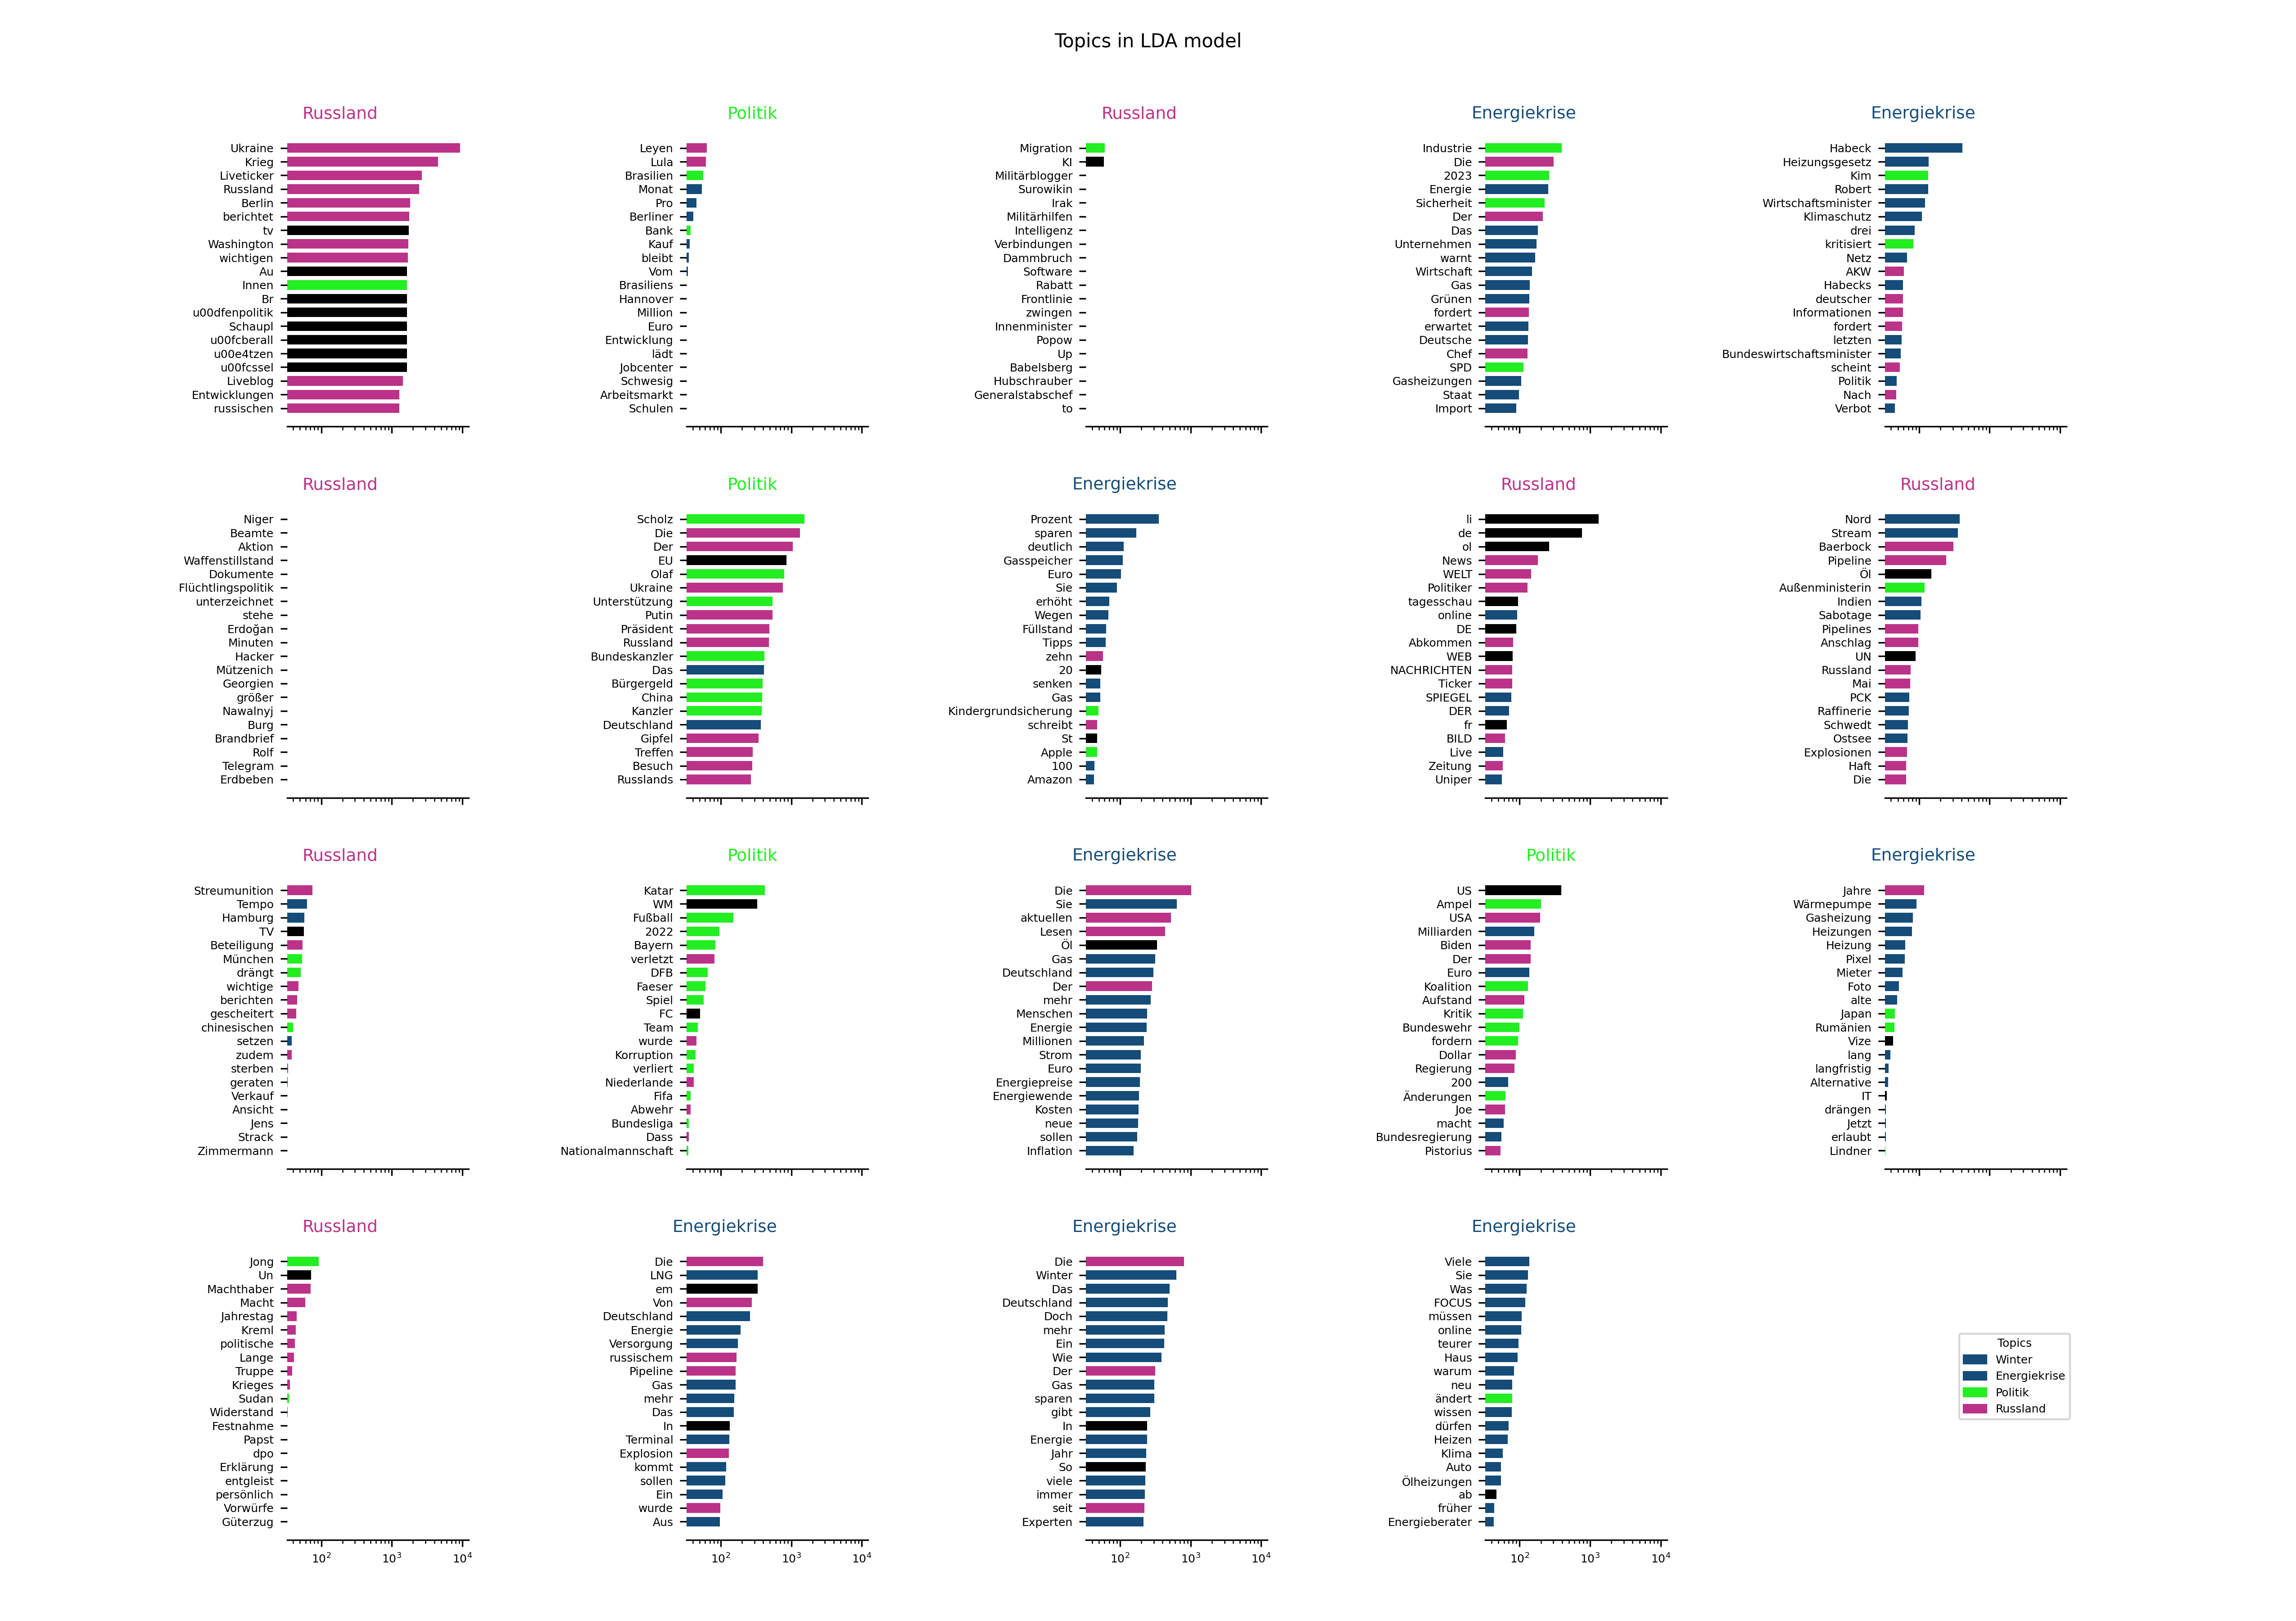 Topics in LDA model
Russland
Ukraine
Krieg
Liveticker
Russland
Berlin
berichtet
tv
Washington
wichtigen
Au
Innen
Br
u00dfenpolitik
Schaupl
u00fcberall
u00e4tzen
u00fcssel
Liveblog
Entwicklungen
russischen
Politik
Leyen
Lula
Brasilien
Monat
Pro
Berliner
Bank
Kauf
bleibt
Vom
Brasiliens
Hannover
Million
Euro
Entwicklung
lädt
Jobcenter
Schwesig
Arbeitsmarkt
Schulen
Russland
Migration
KI
Militärblogger
Surowikin
Irak
Militärhilfen
Intelligenz
Verbindungen
Dammbruch
Software
Rabatt
Frontlinie
zwingen
Innenminister
Popow
Up
Babelsberg
Hubschrauber
Generalstabschef
to
Energiekrise
Industrie
Die
2023
Energie
Sicherheit
Der
Das
Unternehmen
warnt
Wirtschaft
Gas
Grünen
fordert
erwartet
Deutsche
Chef
SPD
Gasheizungen
Staat
Import
Energiekrise
Habeck
Heizungsgesetz
Kim
Robert
Wirtschaftsminister
Klimaschutz
drei
kritisiert
Netz
AKW
Habecks
deutscher
Informationen
fordert
letzten
Bundeswirtschaftsminister
scheint
Politik
Nach
Verbot
Russland
Niger
Beamte
Aktion
Waffenstillstand
Dokumente
Flüchtlingspolitik
unterzeichnet
stehe
Erdoğan
Minuten
Hacker
Mützenich
Georgien
größer
Nawalnyj
Burg
Brandbrief
Rolf
Telegram
Erdbeben
Politik
Scholz
Die
Der
EU
Olaf
Ukraine
Unterstützung
Putin
Präsident
Russland
Bundeskanzler
Das
Bürgergeld
China
Kanzler
Deutschland
Gipfel
Treffen
Besuch
Russlands
Energiekrise
Prozent
sparen
deutlich
Gasspeicher
Euro
Sie
erhöht
Wegen
Füllstand
Tipps
zehn
20
senken
Gas
Kindergrundsicherung
schreibt
St
Apple
100
Amazon
Russland
li
de
ol
News
WELT
Politiker
tagesschau
online
DE
Abkommen
WEB
NACHRICHTEN
Ticker
SPIEGEL
DER
fr
BILD
Live
Zeitung
Uniper
Russland
Nord
Stream
Baerbock
Pipeline
Öl
Außenministerin
Indien
Sabotage
Pipelines
Anschlag
UN
Russland
Mai
PCK
Raffinerie
Schwedt
Ostsee
Explosionen
Haft
Die
Russland
Streumunition
Tempo
Hamburg
TV
Beteiligung
München
drängt
wichtige
berichten
gescheitert
chinesischen
setzen
zudem
sterben
geraten
Verkauf
Ansicht
Jens
Strack
Zimmermann
Politik
Katar
WM
Fußball
2022
Bayern
verletzt
DFB
Faeser
Spiel
FC
Team
wurde
Korruption
verliert
Niederlande
Fifa
Abwehr
Bundesliga
Dass
Nationalmannschaft
Energiekrise
Die
Sie
aktuellen
Lesen
Öl
Gas
Deutschland
Der
mehr
Menschen
Energie
Millionen
Strom
Euro
Energiepreise
Energiewende
Kosten
neue
sollen
Inflation
Politik
US
Ampel
USA
Milliarden
Biden
Der
Euro
Koalition
Aufstand
Kritik
Bundeswehr
fordern
Dollar
Regierung
200
Änderungen
Joe
macht
Bundesregierung
Pistorius
Energiekrise
Jahre
Wärmepumpe
Gasheizung
Heizungen
Heizung
Pixel
Mieter
Foto
alte
Japan
Rumänien
Vize
lang
langfristig
Alternative
IT
drängen
Jetzt
erlaubt
Lindner
Russland
Jong
Un
Machthaber
Macht
Jahrestag
Kreml
politische
Lange
Truppe
Krieges
Sudan
Widerstand
Festnahme
Papst
dpo
Erklärung
entgleist
persönlich
Vorwürfe
Güterzug
10² 10³ 10⁴
Energiekrise
Die
LNG
em
Von
Deutschland
Energie
Versorgung
russischem
Pipeline
Gas
mehr
Das
In
Terminal
Explosion
kommt
sollen
Ein
wurde
Aus
10² 10³ 10⁴
Energiekrise
Die
Winter
Das
Deutschland
Doch
mehr
Ein
Wie
Der
Gas
sparen
gibt
In
Energie
Jahr
So
viele
immer
seit
Experten
10² 10³ 10⁴
Energiekrise
Viele
Sie
Was
FOCUS
müssen
online
teurer
Haus
warum
neu
ändert
wissen
dürfen
Heizen
Klima
Auto
Ölheizungen
ab
früher
Energieberater
10² 10³ 10⁴
Topics
Winter
Energiekrise
Politik
Russland